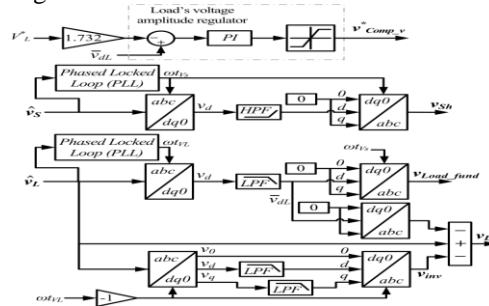 Load's voltage
amplitude regulator
V*L
1.732
+
PI
v*Comp_v
v̅dL
Phased Locked
Loop (PLL)
ωtVs
v̂S
abc
dq0
vd
HPF
0
0
d
q
dq0
abc
vSh
Phased Locked
Loop (PLL)
ωtVL
ωtVs
v̂L
abc
dq0
vd
LPF
v̅dL
0
0
d
q
dq0
abc
vLoad_fund
0
dq0
abc
− + −
abc
dq0
v0
vd
vq
LPF
LPF
0
d
q
dq0
abc
vinv
ωtVL
-1